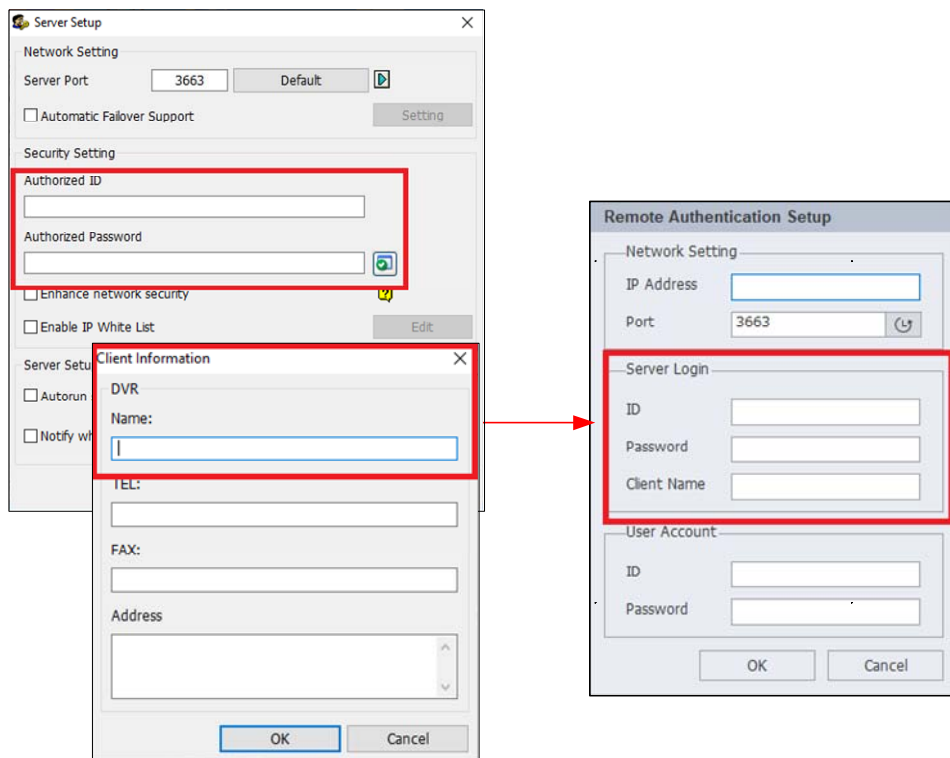 Server Setup
Network Setting
Server Port 3663 Default
Automatic Failover Support Setting
Security Setting
Authorized ID
Authorized Password
Enhance network security
Enable IP White List Edit
Server Setu
Autorun
Notify wh
Client Information
DVR
Name:
TEL:
FAX:
Address
OK Cancel
Remote Authentication Setup
Network Setting
IP Address
Port 3663
Server Login
ID
Password
Client Name
User Account
ID
Password
OK Cancel